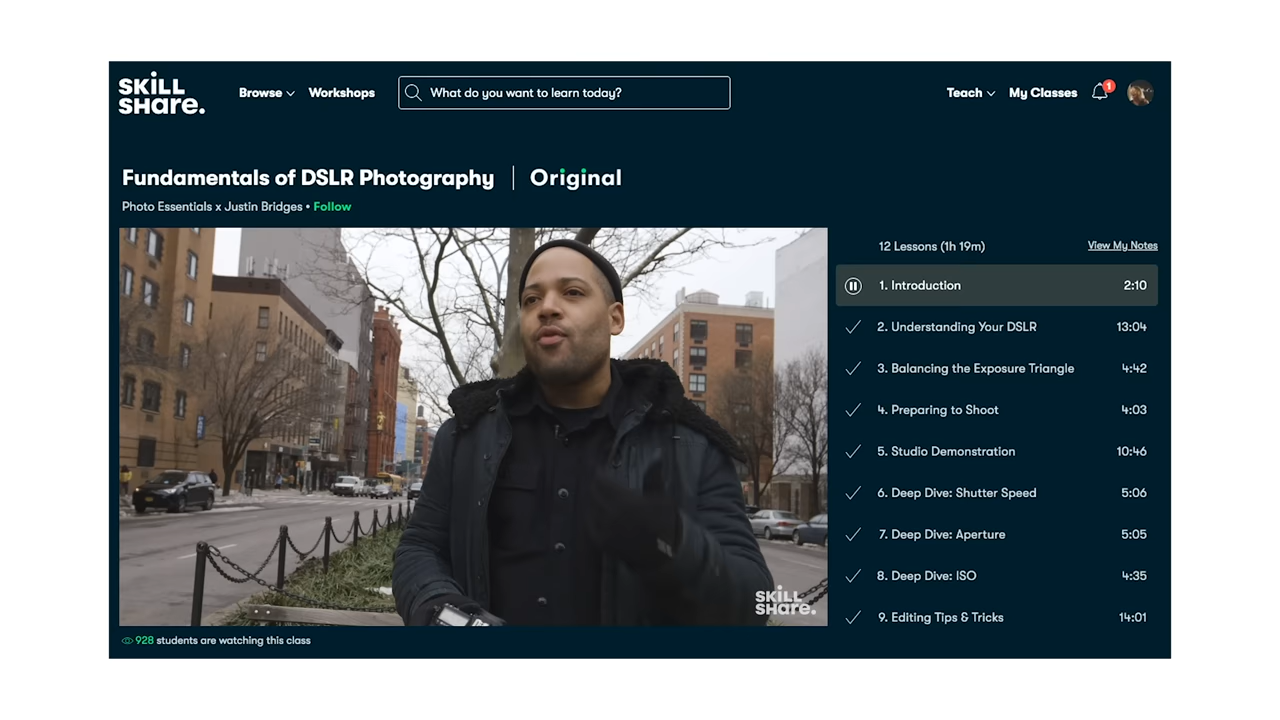 SKILL
SHARE.
Browse
Workshops
What do you want to learn today?
Teach
My Classes
1
Fundamentals of DSLR Photography | Original
Photo Essentials x Justin Bridges • Follow
12 Lessons (1h 19m)
View My Notes
1. Introduction 2:10
2. Understanding Your DSLR 13:04
3. Balancing the Exposure Triangle 4:42
4. Preparing to Shoot 4:03
5. Studio Demonstration 10:46
6. Deep Dive: Shutter Speed 5:06
7. Deep Dive: Aperture 5:05
8. Deep Dive: ISO 4:35
9. Editing Tips & Tricks 14:01
SKILL
SHARE.
928 students are watching this class